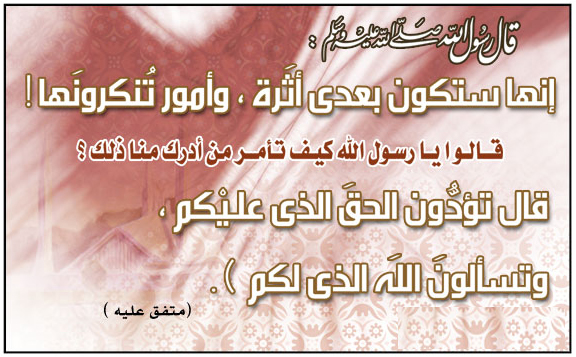 قال رسول الله صلى الله عليه وسلم :
إنها ستكون بعدى أثَرة ، وأمور تُنكرونَها !
قالوا يا رسول الله كيف تأمر من أدرك منا ذلك ؟
قال تؤدُّون الحقَ الذى عليْكم ،
وتسألونَ اللهَ الذى لكم ) .
(متفق عليه )